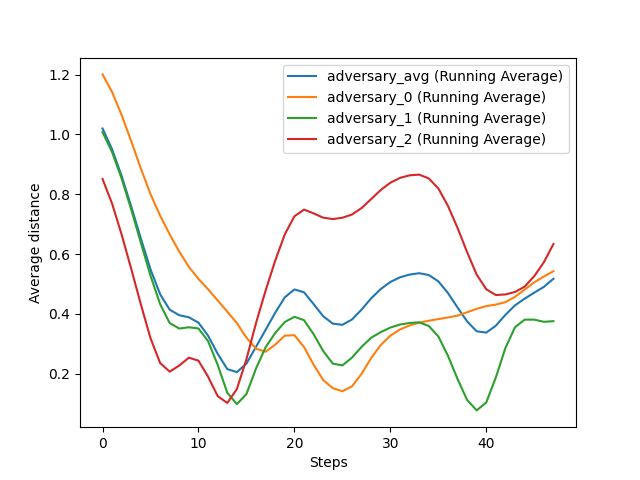 adversary_avg (Running Average)
adversary_0 (Running Average)
adversary_1 (Running Average)
adversary_2 (Running Average)
Average distance
1.2
1.0
0.8
0.6
0.4
0.2
0 10 20 30 40
Steps